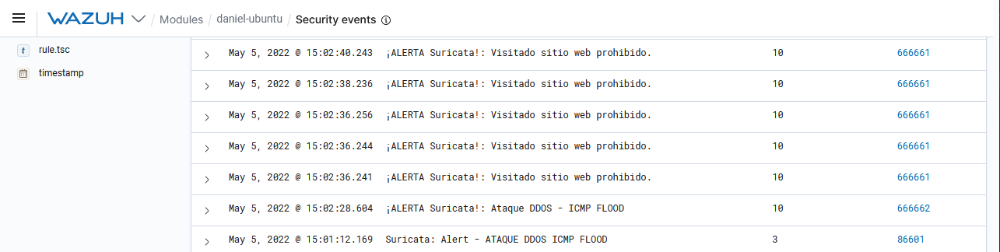 WAZUH / Modules / daniel-ubuntu / Security events
t rule.tsc
timestamp
May 5, 2022 @ 15:02:40.243 ¡ALERTA Suricata!: Visitado sitio web prohibido. 10 666661
May 5, 2022 @ 15:02:38.236 ¡ALERTA Suricata!: Visitado sitio web prohibido. 10 666661
May 5, 2022 @ 15:02:36.256 ¡ALERTA Suricata!: Visitado sitio web prohibido. 10 666661
May 5, 2022 @ 15:02:36.244 ¡ALERTA Suricata!: Visitado sitio web prohibido. 10 666661
May 5, 2022 @ 15:02:36.241 ¡ALERTA Suricata!: Visitado sitio web prohibido. 10 666661
May 5, 2022 @ 15:02:28.604 ¡ALERTA Suricata!: Ataque DDOS - ICMP FLOOD 10 666662
May 5, 2022 @ 15:01:12.169 Suricata: Alert - ATAQUE DDOS ICMP FLOOD 3 86601